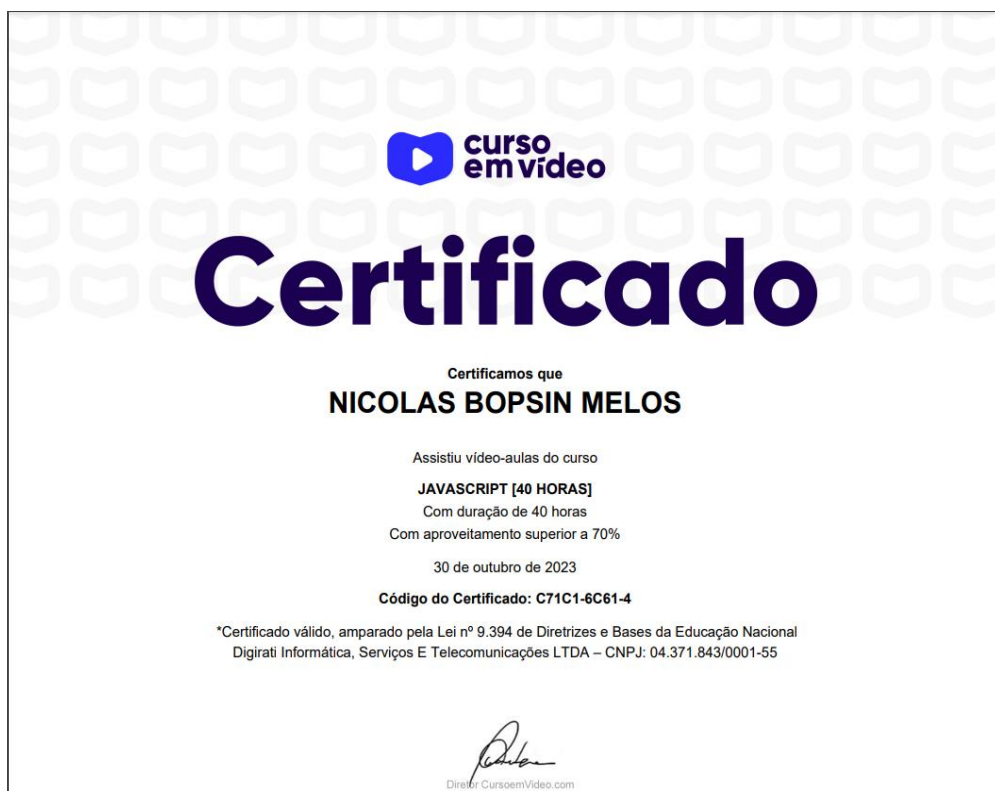 curso
em vídeo
Certificado
Certificamos que
NICOLAS BOPSIN MELOS
Assistiu vídeo-aulas do curso
JAVASCRIPT [40 HORAS]
Com duração de 40 horas
Com aproveitamento superior a 70%
30 de outubro de 2023
Código do Certificado: C71C1-6C61-4
*Certificado válido, amparado pela Lei nº 9.394 de Diretrizes e Bases da Educação Nacional
Digirati Informática, Serviços E Telecomunicações LTDA – CNPJ: 04.371.843/0001-55
Diretor CursoemVideo.com